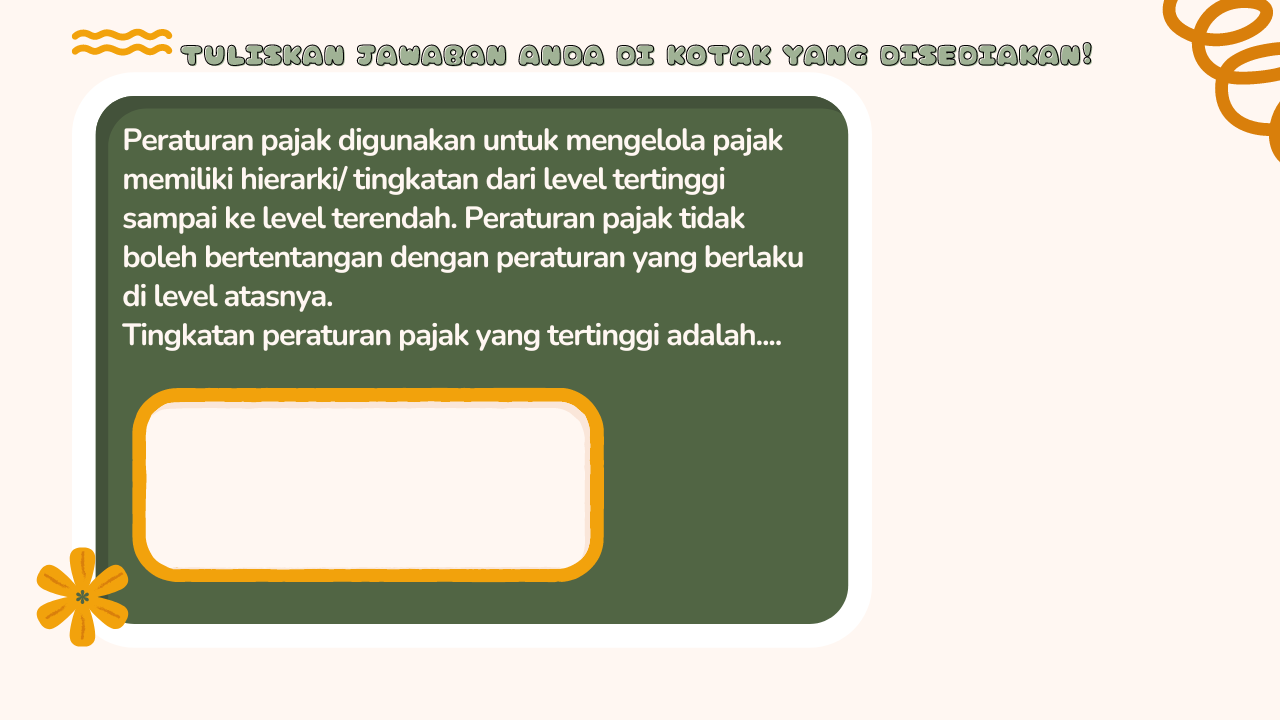 TULISKAN JAWABAN ANDA DI KOTAK YANG DISEDIAKAN!
Peraturan pajak digunakan untuk mengelola pajak
memiliki hierarki/ tingkatan dari level tertinggi
sampai ke level terendah. Peraturan pajak tidak
boleh bertentangan dengan peraturan yang berlaku
di level atasnya.
Tingkatan peraturan pajak yang tertinggi adalah....